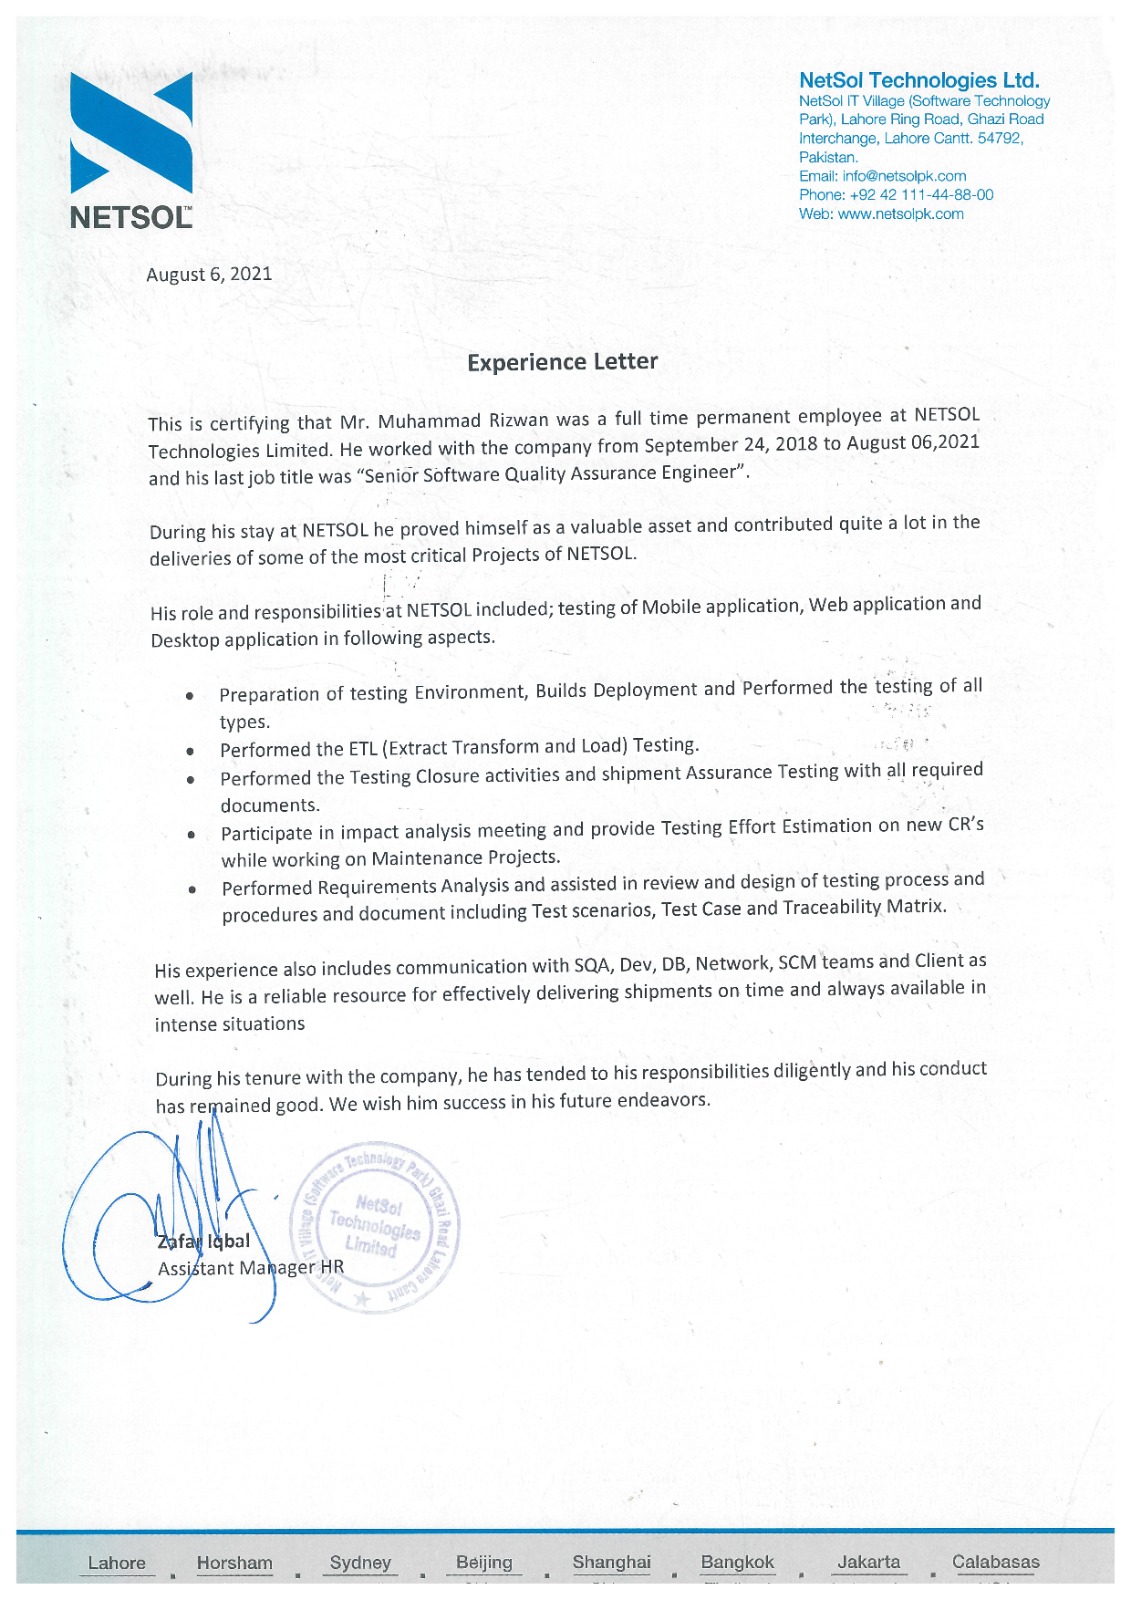 NETSOL™
NetSol Technologies Ltd.
NetSol IT Village (Software Technology
Park), Lahore Ring Road, Ghazi Road
Interchange, Lahore Cantt. 54792,
Pakistan.
Email: info@netsolpk.com
Phone: +92 42 111-44-88-00
Web: www.netsolpk.com
August 6, 2021
Experience Letter
This is certifying that Mr. Muhammad Rizwan was a full time permanent employee at NETSOL
Technologies Limited. He worked with the company from September 24, 2018 to August 06,2021
and his last job title was “Senior Software Quality Assurance Engineer”.
During his stay at NETSOL he proved himself as a valuable asset and contributed quite a lot in the
deliveries of some of the most critical Projects of NETSOL.
His role and responsibilities at NETSOL included; testing of Mobile application, Web application and
Desktop application in following aspects.
• Preparation of testing Environment, Builds Deployment and Performed the testing of all
types.
• Performed the ETL (Extract Transform and Load) Testing.
• Performed the Testing Closure activities and shipment Assurance Testing with all required
documents.
• Participate in impact analysis meeting and provide Testing Effort Estimation on new CR’s
while working on Maintenance Projects.
• Performed Requirements Analysis and assisted in review and design of testing process and
procedures and document including Test scenarios, Test Case and Traceability Matrix.
His experience also includes communication with SQA, Dev, DB, Network, SCM teams and Client as
well. He is a reliable resource for effectively delivering shipments on time and always available in
intense situations
During his tenure with the company, he has tended to his responsibilities diligently and his conduct
has remained good. We wish him success in his future endeavors.
Zafar Iqbal
Assistant Manager HR
NetSol IT Village (Software Technology Park) Ghazi Road Lahore Cantt
NetSol
Technologies
Limited
Lahore . Horsham . Sydney . Beijing . Shanghai . Bangkok . Jakarta . Calabasas